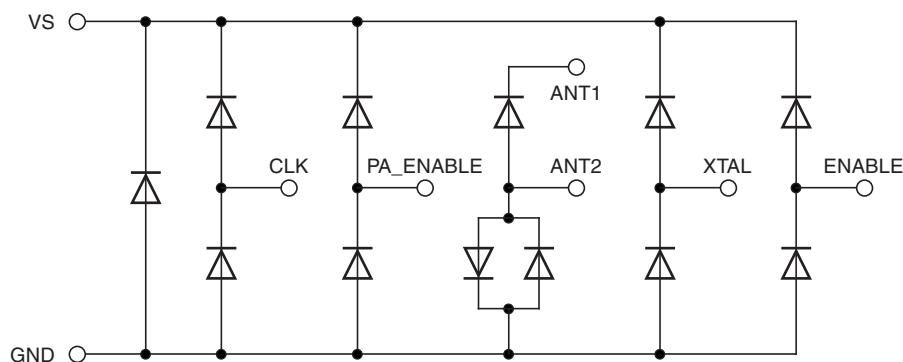 VS
ANT1
CLK
PA_ENABLE
ANT2
XTAL
ENABLE
GND